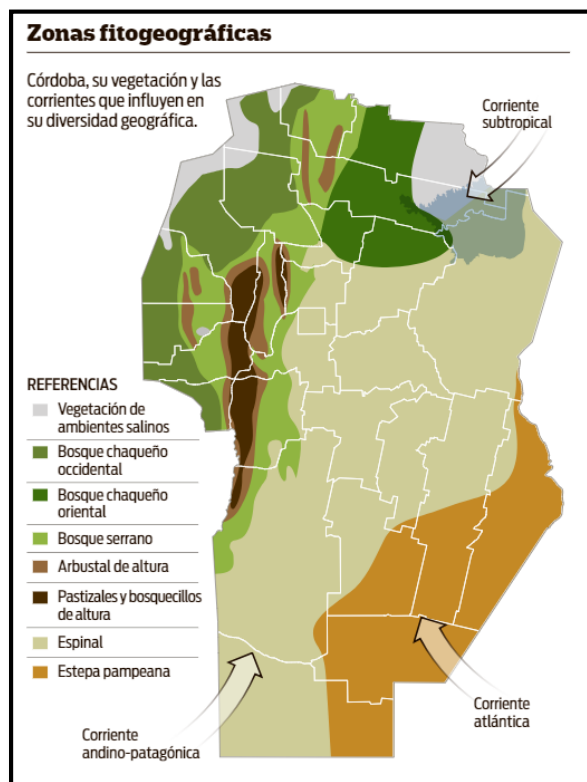 Zonas fitogeográficas
Córdoba, su vegetación y las
corrientes que influyen en
su diversidad geográfica.
Corriente
subtropical
REFERENCIAS
Vegetación de
ambientes salinos
Bosque chaqueño
occidental
Bosque chaqueño
oriental
Bosque serrano
Arbustal de altura
Pastizales y bosquecillos
de altura
Espinal
Estepa pampeana
Corriente
andino-patagónica
Corriente
atlántica